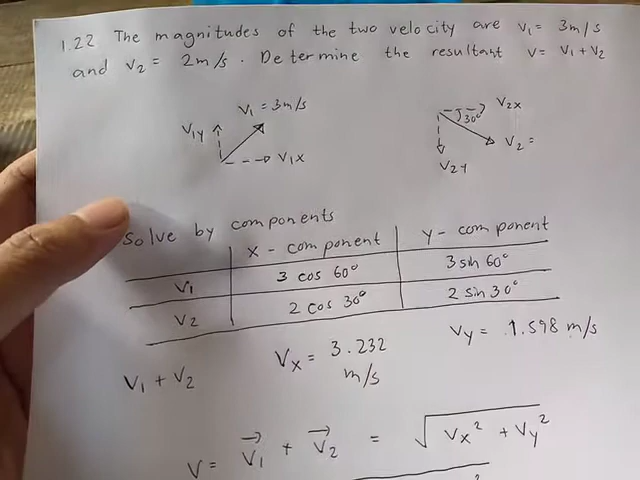 1.22 The magnitudes of the two velocity are V₁ = 3m/s
and V₂ = 2m/s. Determine the resultant V = V₁ + V₂
V₁ = 3m/s
V₁Y
V₁X
V₂X
30°
V₂ =
V₂Y
Solve by components
X - component Y - component
V₁ 3 cos 60° 3 sin 60°
V₂ 2 cos 30° 2 sin 30°
V₁ + V₂ Vx = 3.232 m/s Vy = 1.598 m/s
V = V₁ + V₂ = √Vx² + Vy²